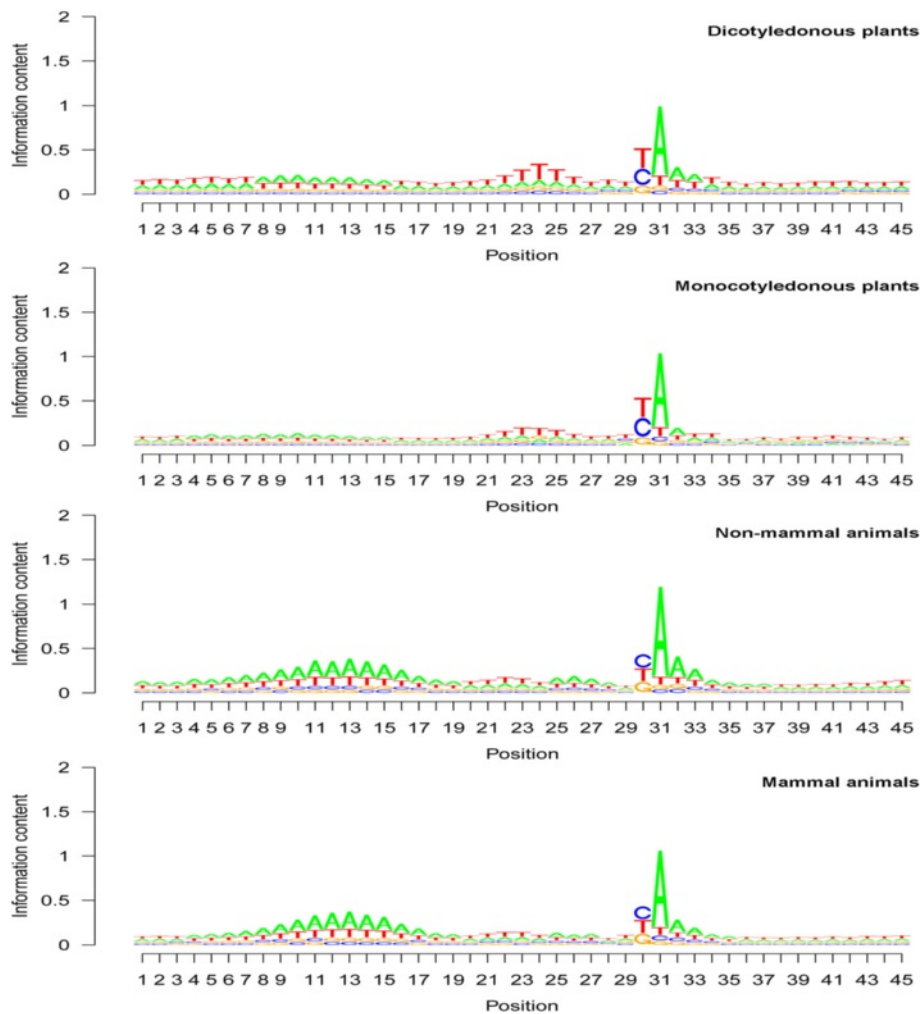 Dicotyledonous plants
Information content
2
1.5
1
0.5
0
1 2 3 4 5 6 7 8 9 11 13 15 17 19 21 23 25 27 29 31 33 35 37 39 41 43 45
Position
Monocotyledonous plants
Information content
2
1.5
1
0.5
0
1 2 3 4 5 6 7 8 9 11 13 15 17 19 21 23 25 27 29 31 33 35 37 39 41 43 45
Position
Non-mammal animals
Information content
2
1.5
1
0.5
0
1 2 3 4 5 6 7 8 9 11 13 15 17 19 21 23 25 27 29 31 33 35 37 39 41 43 45
Position
Mammal animals
Information content
2
1.5
1
0.5
0
1 2 3 4 5 6 7 8 9 11 13 15 17 19 21 23 25 27 29 31 33 35 37 39 41 43 45
Position